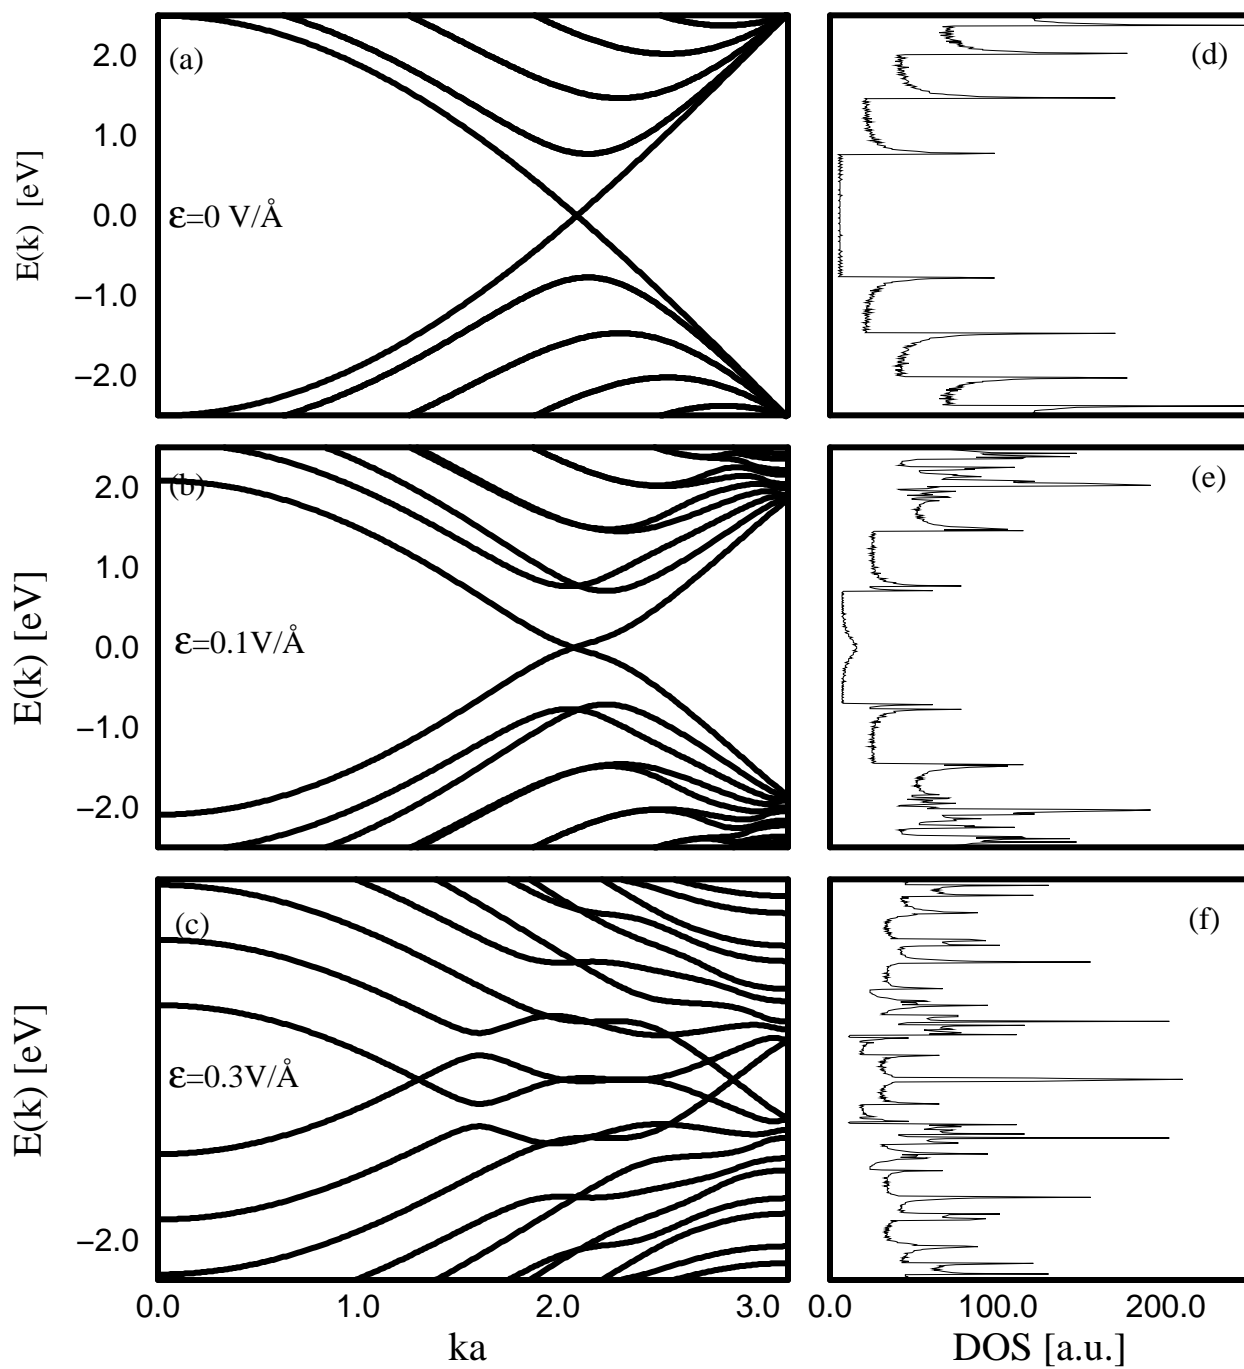 (a)
(d)
2.0
1.0
0.0
−1.0
−2.0
E(k) [eV]
ε=0 V/Å
(b)
(e)
2.0
1.0
0.0
−1.0
−2.0
E(k) [eV]
ε=0.1V/Å
(c)
(f)
−2.0
E(k) [eV]
ε=0.3V/Å
0.0 1.0 2.0 3.0
0.0 100.0 200.0
ka
DOS [a.u.]